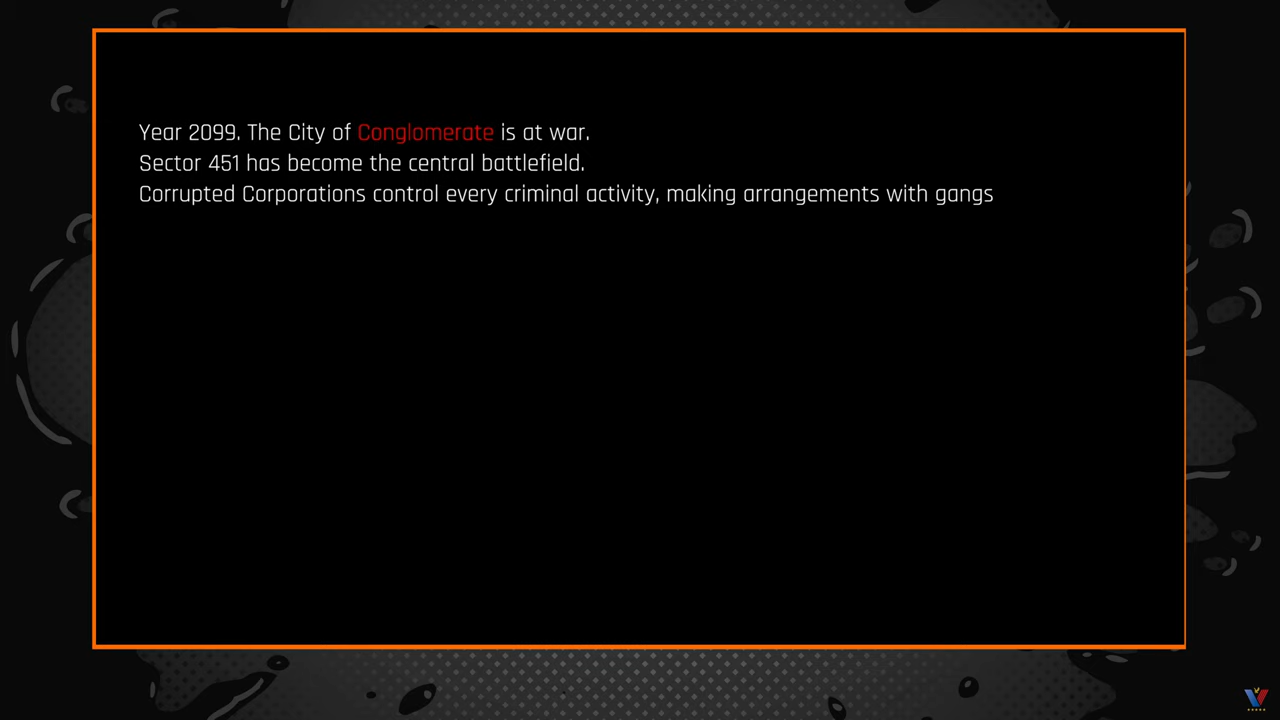 Year 2099. The City of Conglomerate is at war.
Sector 451 has become the central battlefield.
Corrupted Corporations control every criminal activity, making arrangements with gangs